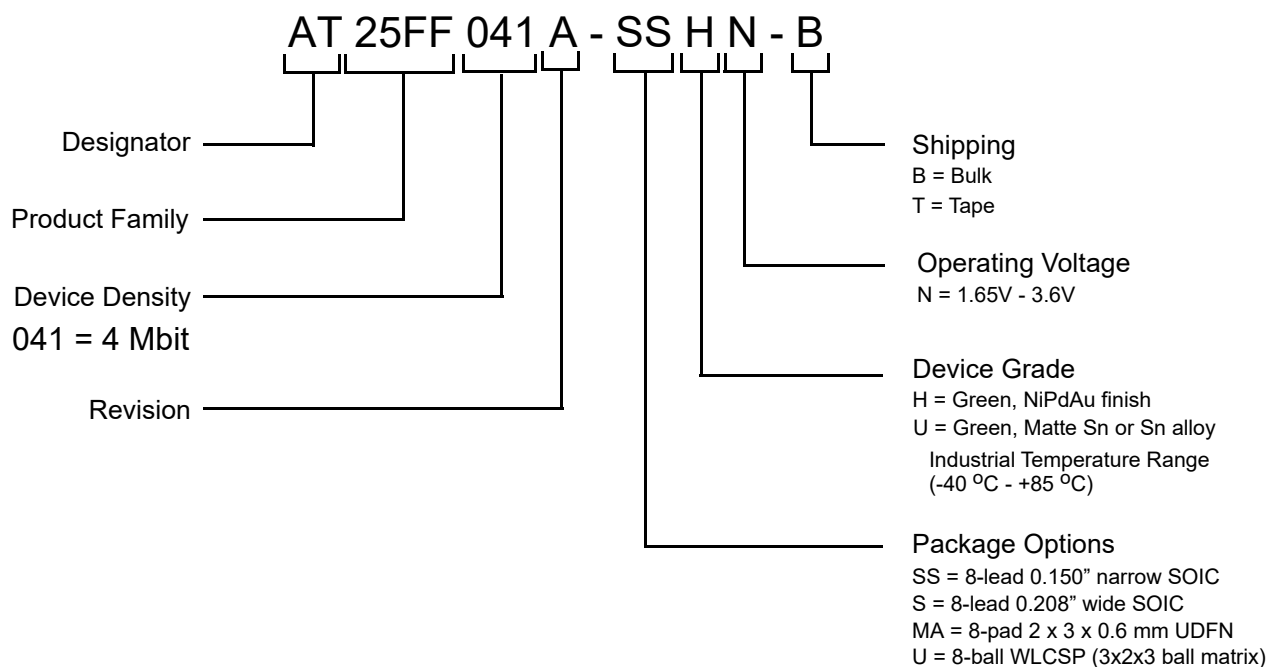 AT 25FF 041 A - SS H N - B
Designator
Product Family
Device Density
041 = 4 Mbit
Revision
Shipping
B = Bulk
T = Tape
Operating Voltage
N = 1.65V - 3.6V
Device Grade
H = Green, NiPdAu finish
U = Green, Matte Sn or Sn alloy
Industrial Temperature Range
(-40 ºC - +85 ºC)
Package Options
SS = 8-lead 0.150” narrow SOIC
S = 8-lead 0.208” wide SOIC
MA = 8-pad 2 x 3 x 0.6 mm UDFN
U = 8-ball WLCSP (3x2x3 ball matrix)